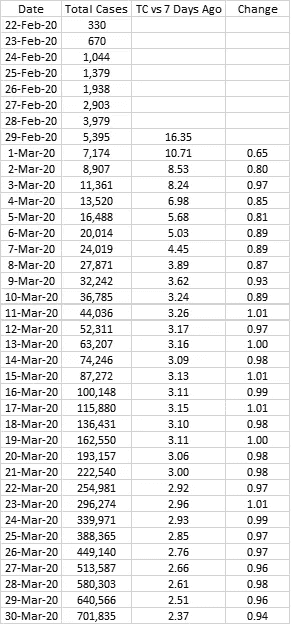 Date Total Cases TC vs 7 Days Ago Change
22-Feb-20 330
23-Feb-20 670
24-Feb-20 1,044
25-Feb-20 1,379
26-Feb-20 1,938
27-Feb-20 2,903
28-Feb-20 3,979
29-Feb-20 5,395 16.35
1-Mar-20 7,174 10.71 0.65
2-Mar-20 8,907 8.53 0.80
3-Mar-20 11,361 8.24 0.97
4-Mar-20 13,520 6.98 0.85
5-Mar-20 16,488 5.68 0.81
6-Mar-20 20,014 5.03 0.89
7-Mar-20 24,019 4.45 0.89
8-Mar-20 27,871 3.89 0.87
9-Mar-20 32,242 3.62 0.93
10-Mar-20 36,785 3.24 0.89
11-Mar-20 44,036 3.26 1.01
12-Mar-20 52,311 3.17 0.97
13-Mar-20 63,207 3.16 1.00
14-Mar-20 74,246 3.09 0.98
15-Mar-20 87,272 3.13 1.01
16-Mar-20 100,148 3.11 0.99
17-Mar-20 115,880 3.15 1.01
18-Mar-20 136,431 3.10 0.98
19-Mar-20 162,550 3.11 1.00
20-Mar-20 193,157 3.06 0.98
21-Mar-20 222,540 3.00 0.98
22-Mar-20 254,981 2.92 0.97
23-Mar-20 296,274 2.96 1.01
24-Mar-20 339,971 2.93 0.99
25-Mar-20 388,365 2.85 0.97
26-Mar-20 449,140 2.76 0.97
27-Mar-20 513,587 2.66 0.96
28-Mar-20 580,303 2.61 0.98
29-Mar-20 640,566 2.51 0.96
30-Mar-20 701,835 2.37 0.94